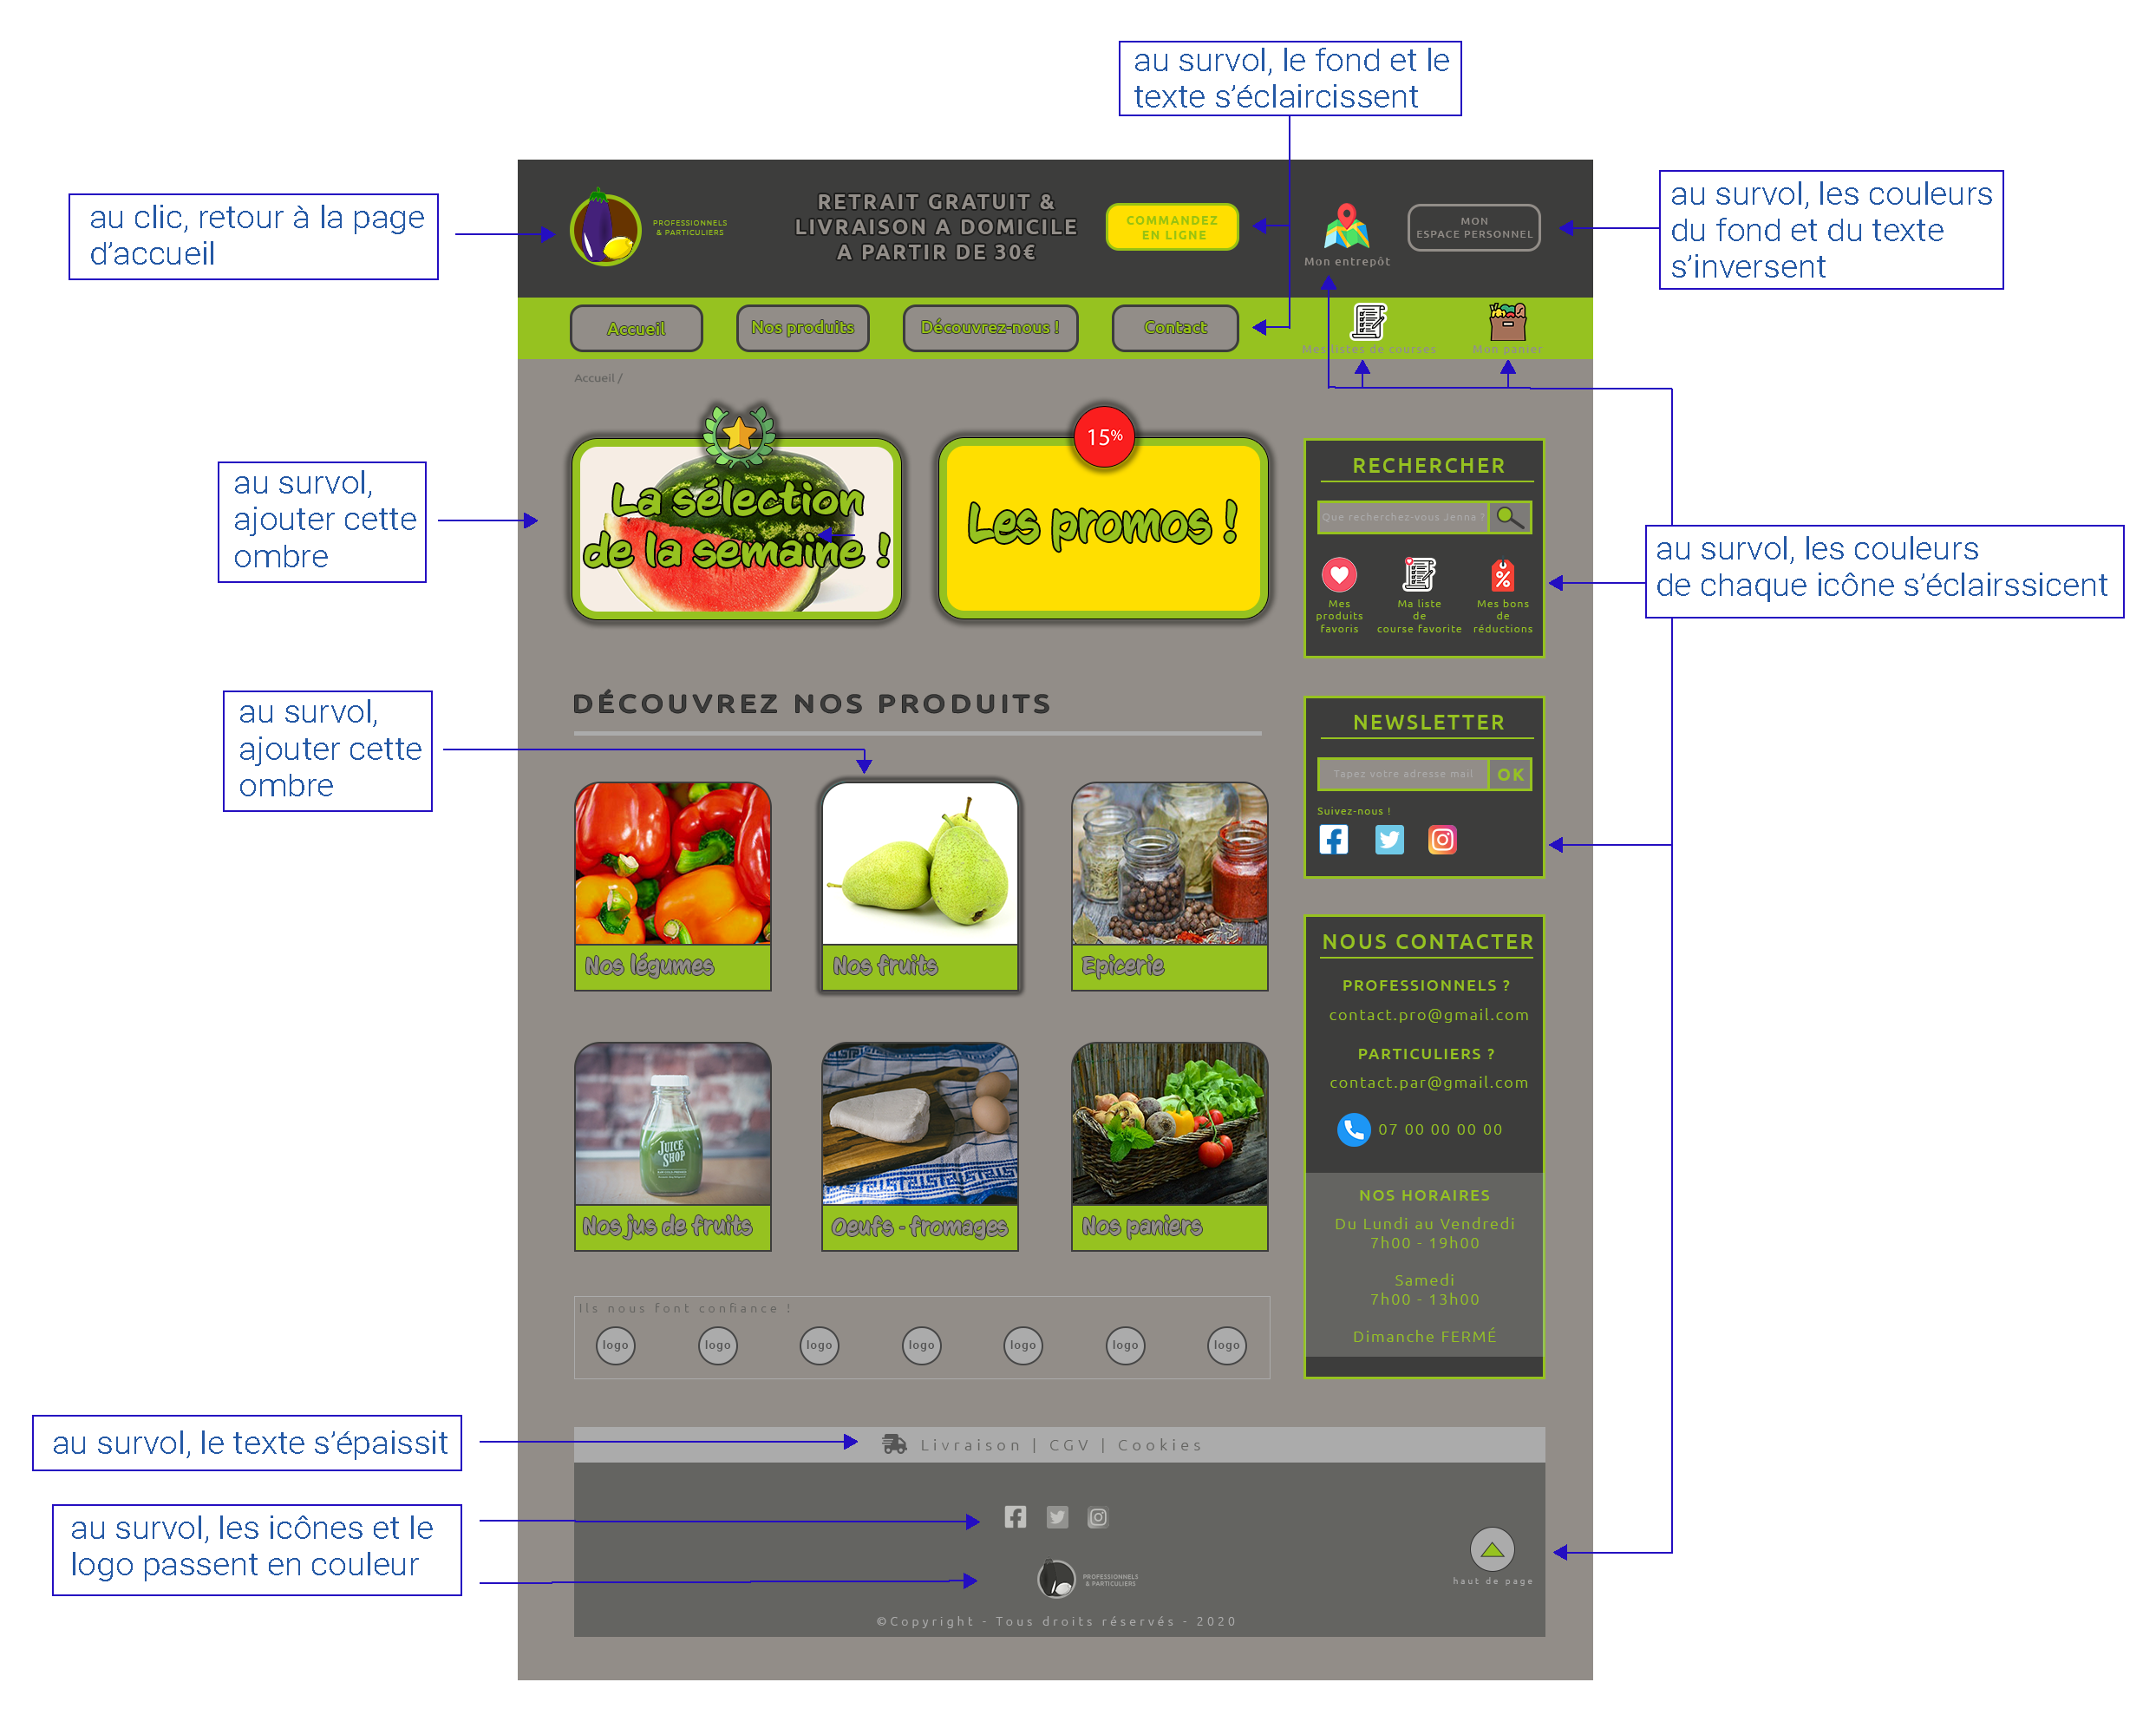 au survol, le fond et le
texte s’éclaircissent
au clic, retour à la page
d’accueil
au survol, les couleurs
du fond et du texte
s’inversent
PROFESSIONNELS
& PARTICULIERS
RETRAIT GRATUIT &
LIVRAISON A DOMICILE
A PARTIR DE 30€
COMMANDEZ
EN LIGNE
Mon entrepôt
MON
ESPACE PERSONNEL
Accueil
Nos produits
Découvrez-nous !
Contact
Mes listes de courses
Mon panier
Accueil /
au survol,
ajouter cette
ombre
La sélection
de la semaine !
15%
Les promos !
RECHERCHER
Que recherchez-vous Jenna ?
Mes
produits
favoris
Ma liste
de
course favorite
Mes bons
de
réductions
au survol, les couleurs
de chaque icône s’éclairssicent
au survol,
ajouter cette
ombre
DÉCOUVREZ NOS PRODUITS
NEWSLETTER
Tapez votre adresse mail
OK
Suivez-nous !
Nos légumes
Nos fruits
Epicerie
JUICE
SHOP
Nos jus de fruits
Oeufs - fromages
Nos paniers
NOUS CONTACTER
PROFESSIONNELS ?
contact.pro@gmail.com
PARTICULIERS ?
contact.par@gmail.com
07 00 00 00 00
NOS HORAIRES
Du Lundi au Vendredi
7h00 - 19h00
Samedi
7h00 - 13h00
Dimanche FERMÉ
Ils nous font confiance !
logo
logo
logo
logo
logo
logo
logo
au survol, le texte s’épaissit
Livraison | CGV | Cookies
au survol, les icônes et le
logo passent en couleur
PROFESSIONNELS
& PARTICULIERS
haut de page
©Copyright - Tous droits réservés - 2020